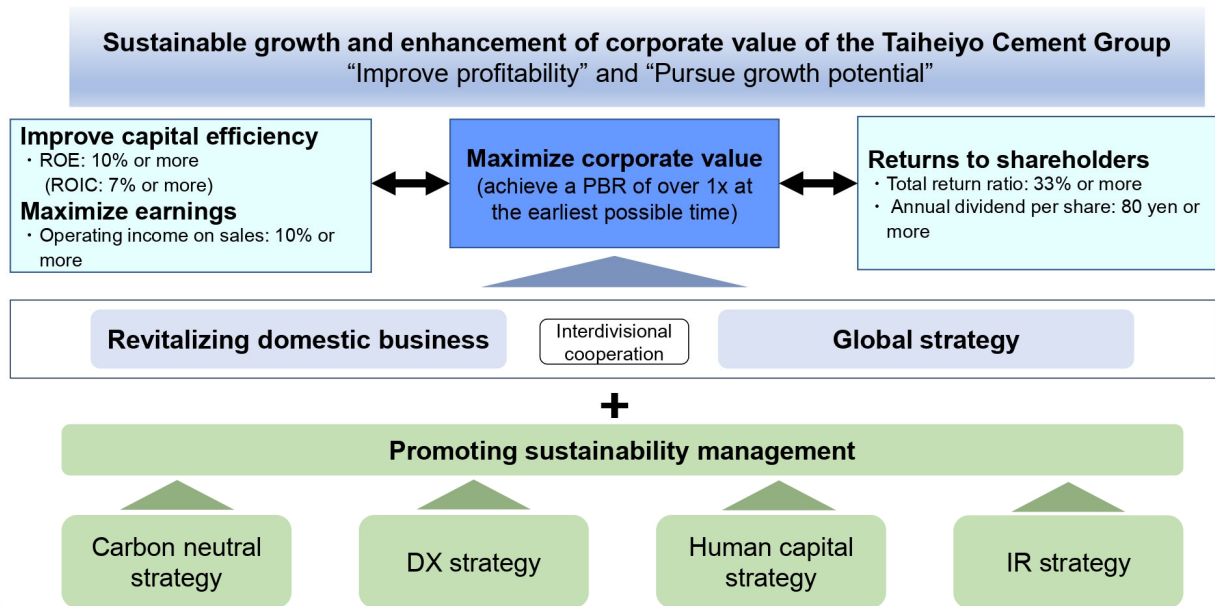 Sustainable growth and enhancement of corporate value of the Taiheiyo Cement Group
“Improve profitability” and “Pursue growth potential”
Improve capital efficiency
・ROE: 10% or more
(ROIC: 7% or more)
Maximize earnings
・Operating income on sales: 10% or
more
Maximize corporate value
(achieve a PBR of over 1x at
the earliest possible time)
Returns to shareholders
・Total return ratio: 33% or more
・Annual dividend per share: 80 yen or
more
Revitalizing domestic business
Interdivisional
cooperation
Global strategy
+
Promoting sustainability management
Carbon neutral
strategy
DX strategy
Human capital
strategy
IR strategy